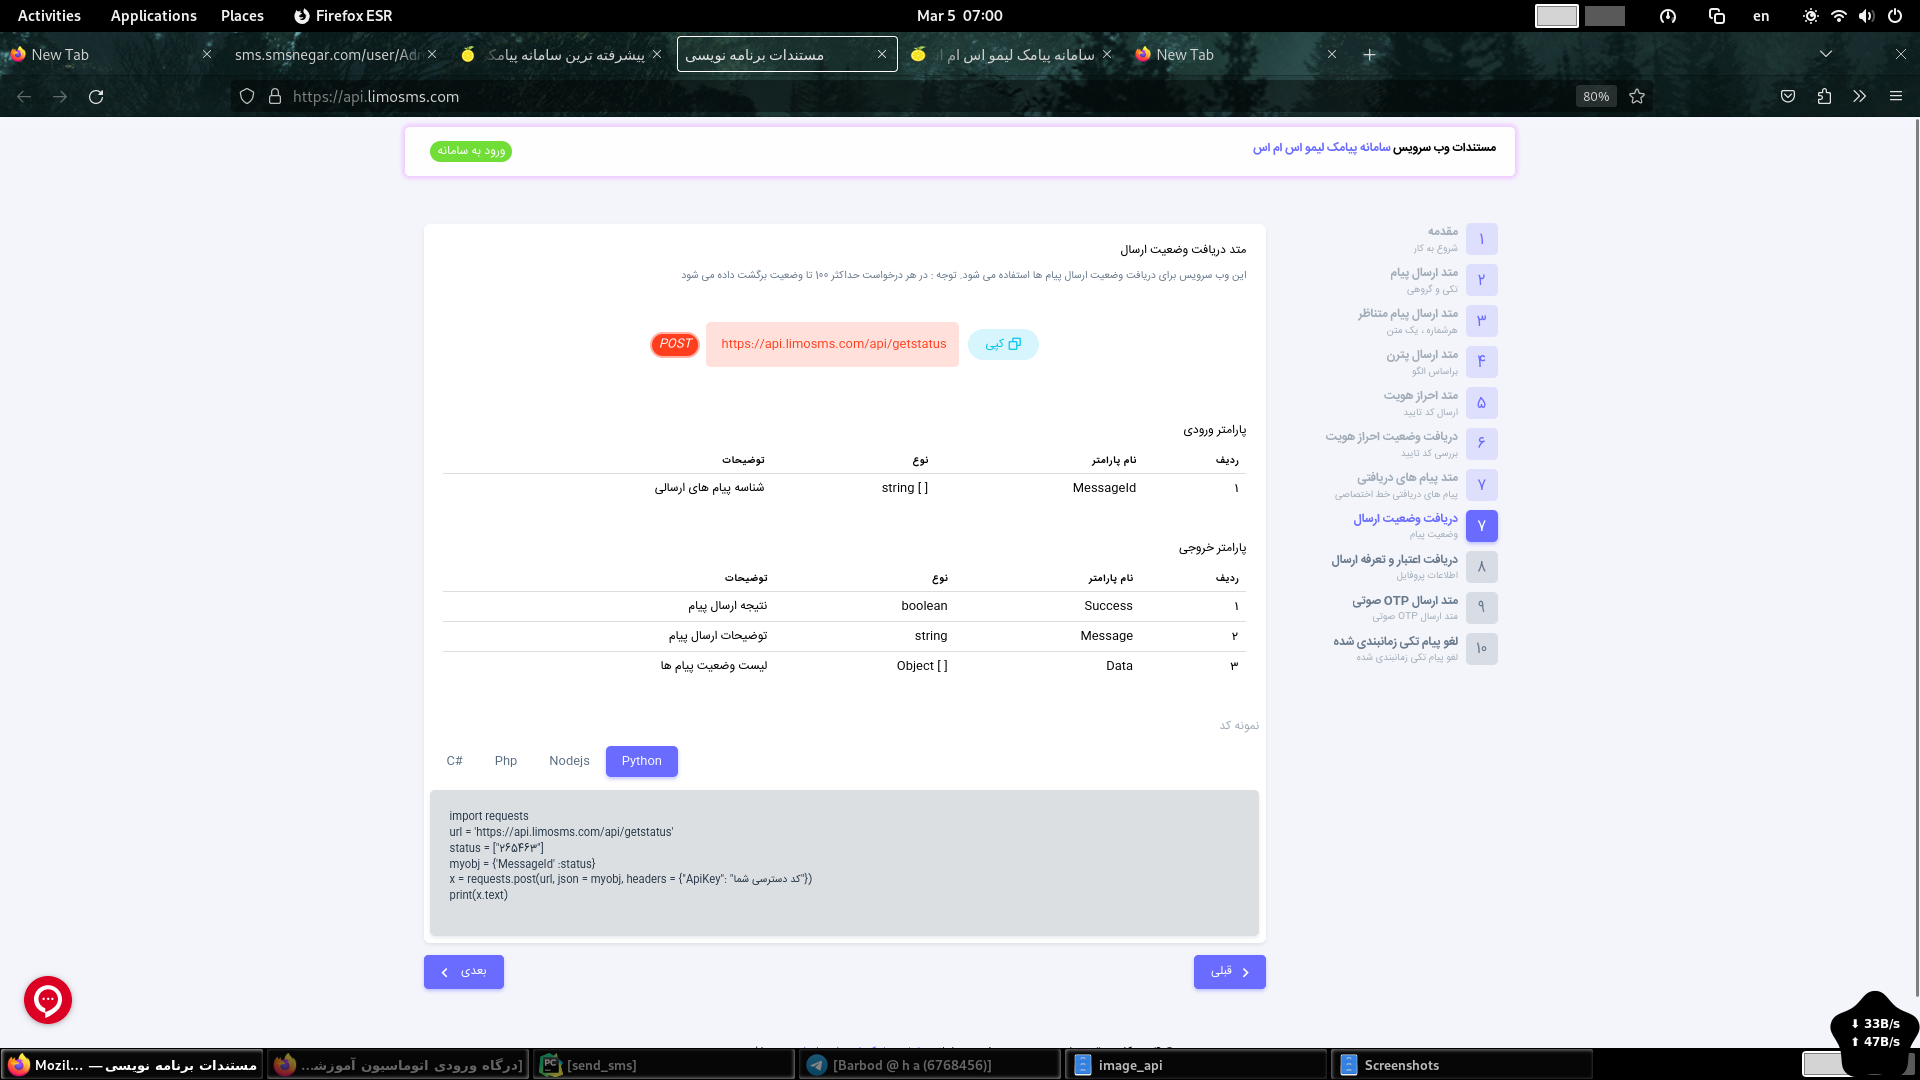 Activities Applications Places Firefox ESR Mar 5 07:00 en
New Tab
sms.smsnegar.com/user/Adr
پیشرفته ترین سامانه پیامک
مستندات برنامه نویسی
سامانه پیامک لیمو اس ام ا
New Tab
https://api.limosms.com 80%
مستندات وب سرویس سامانه پیامک لیمو اس ام اس
ورود به سامانه
۱ مقدمه
شروع به کار
۲ متد ارسال پیام
تکی و گروهی
۳ متد ارسال پیام متناظر
هرشماره ، یک متن
۴ متد ارسال پترن
براساس الگو
۵ متد احراز هویت
ارسال کد تایید
۶ دریافت وضعیت احراز هویت
بررسی کد تایید
۷ متد پیام های دریافتی
پیام های دریافتی خط اختصاصی
۷ دریافت وضعیت ارسال
وضعیت پیام
۸ دریافت اعتبار و تعرفه ارسال
اطلاعات پروفایل
۹ متد ارسال OTP صوتی
متد ارسال OTP صوتی
۱۰ لغو پیام تکی زمانبندی شده
لغو پیام تکی زمانبندی شده
متد دریافت وضعیت ارسال
این وب سرویس برای دریافت وضعیت ارسال پیام ها استفاده می شود. توجه : در هر درخواست حداکثر ۱۰۰ تا وضعیت برگشت داده می شود
POST https://api.limosms.com/api/getstatus کپی
پارامتر ورودی
ردیف نام پارامتر نوع توضیحات
۱ MessageId string [ ] شناسه پیام های ارسالی
پارامتر خروجی
ردیف نام پارامتر نوع توضیحات
۱ Success boolean نتیجه ارسال پیام
۲ Message string توضیحات ارسال پیام
۳ Data Object [ ] لیست وضعیت پیام ها
نمونه کد
C# Php Nodejs Python
import requests
url = 'https://api.limosms.com/api/getstatus'
status = ["۲۶۵۴۶۳"]
myobj = {'MessageId' :status}
x = requests.post(url, json = myobj, headers = {"ApiKey": "کد دسترسی شما"})
print(x.text)
قبلی
بعدی
33B/s
47B/s
مستندات برنامه نویسی — Mozil...
[درگاه ورودی اتوماسیون آموزشـ...
[send_sms]
[Barbod @ h a (6768456)]
image_api
Screenshots